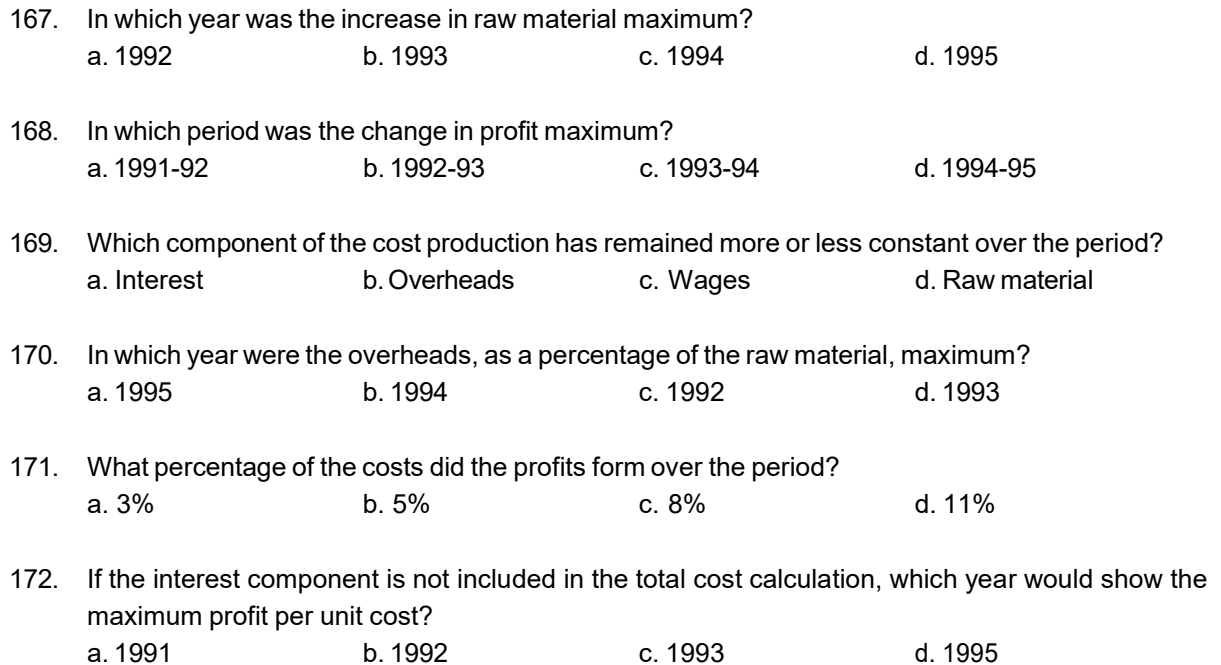 167. In which year was the increase in raw material maximum?
a. 1992 b. 1993 c. 1994 d. 1995
168. In which period was the change in profit maximum?
a. 1991-92 b. 1992-93 c. 1993-94 d. 1994-95
169. Which component of the cost production has remained more or less constant over the period?
a. Interest b. Overheads c. Wages d. Raw material
170. In which year were the overheads, as a percentage of the raw material, maximum?
a. 1995 b. 1994 c. 1992 d. 1993
171. What percentage of the costs did the profits form over the period?
a. 3% b. 5% c. 8% d. 11%
172. If the interest component is not included in the total cost calculation, which year would show the
maximum profit per unit cost?
a. 1991 b. 1992 c. 1993 d. 1995